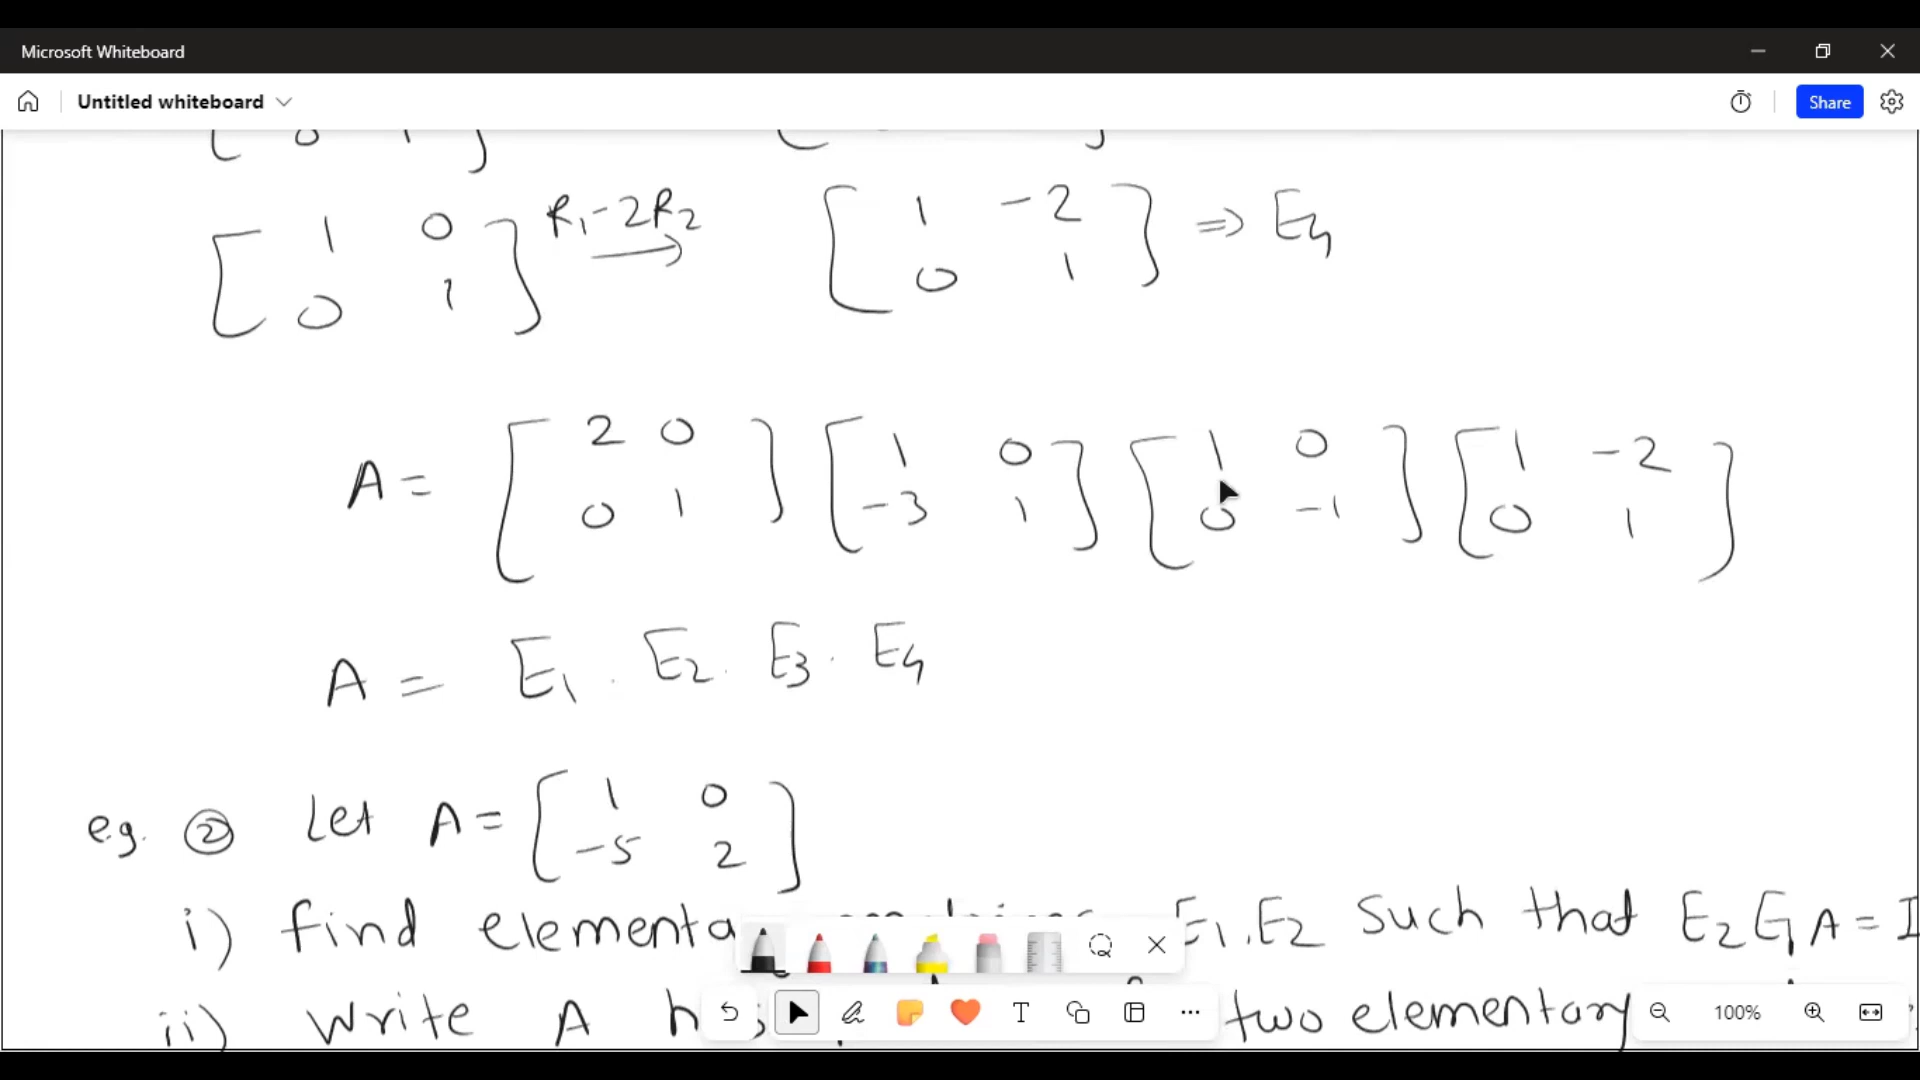 Microsoft Whiteboard
Untitled whiteboard
Share
0 1
[1 0; 0 1] R1-2R2 → [1 -2; 0 1] ⇒ E4
A = [2 0; 0 1] [1 0; -3 1] [1 0; 0 -1] [1 -2; 0 1]
A = E1 . E2 . E3 . E4
e.g. ② Let A = [1 0; -5 2]
i) find elementa E1, E2 such that E2E1A = I
ii) write A two elementary
100%